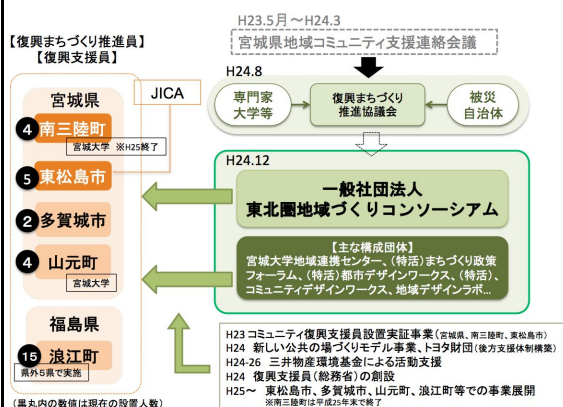 H23.5月~H24.3
宮城県地域コミュニティ支援連絡会議
【復興まちづくり推進員】
【復興支援員】
宮城県
JICA
4 南三陸町
宮城大学 ※H25終了
5 東松島市
2 多賀城市
4 山元町
宮城大学
福島県
15 浪江町
県外5県で実施
(黒丸内の数値は現在の設置人数)
H24.8
専門家
大学等
復興まちづくり
推進協議会
被災
自治体
H24.12
一般社団法人
東北圏地域づくりコンソーシアム
【主な構成団体】
宮城大学地域連携センター、(特活)まちづくり政策
フォーラム、(特活)都市デザインワークス、(特活)、
コミュニティデザインワークス、地域デザインラボ…
H23 コミュニティ復興支援員設置実証事業(宮城県、南三陸町、東松島市)
H24 新しい公共の場づくりモデル事業、トヨタ財団(後方支援体制構築)
H24-26 三井物産環境基金による活動支援
H24 復興支援員(総務省)の創設
H25~ 東松島市、多賀城市、山元町、浪江町等での事業展開
※南三陸町は平成25年末で終了